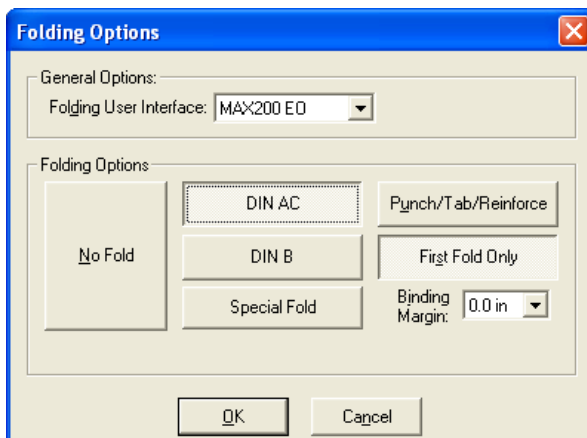 Folding Options
General Options:
Folding User Interface: MAX200 EO
Folding Options
No Fold
DIN AC
DIN B
Special Fold
Punch/Tab/Reinforce
First Fold Only
Binding
Margin: 0.0 in
OK
Cancel